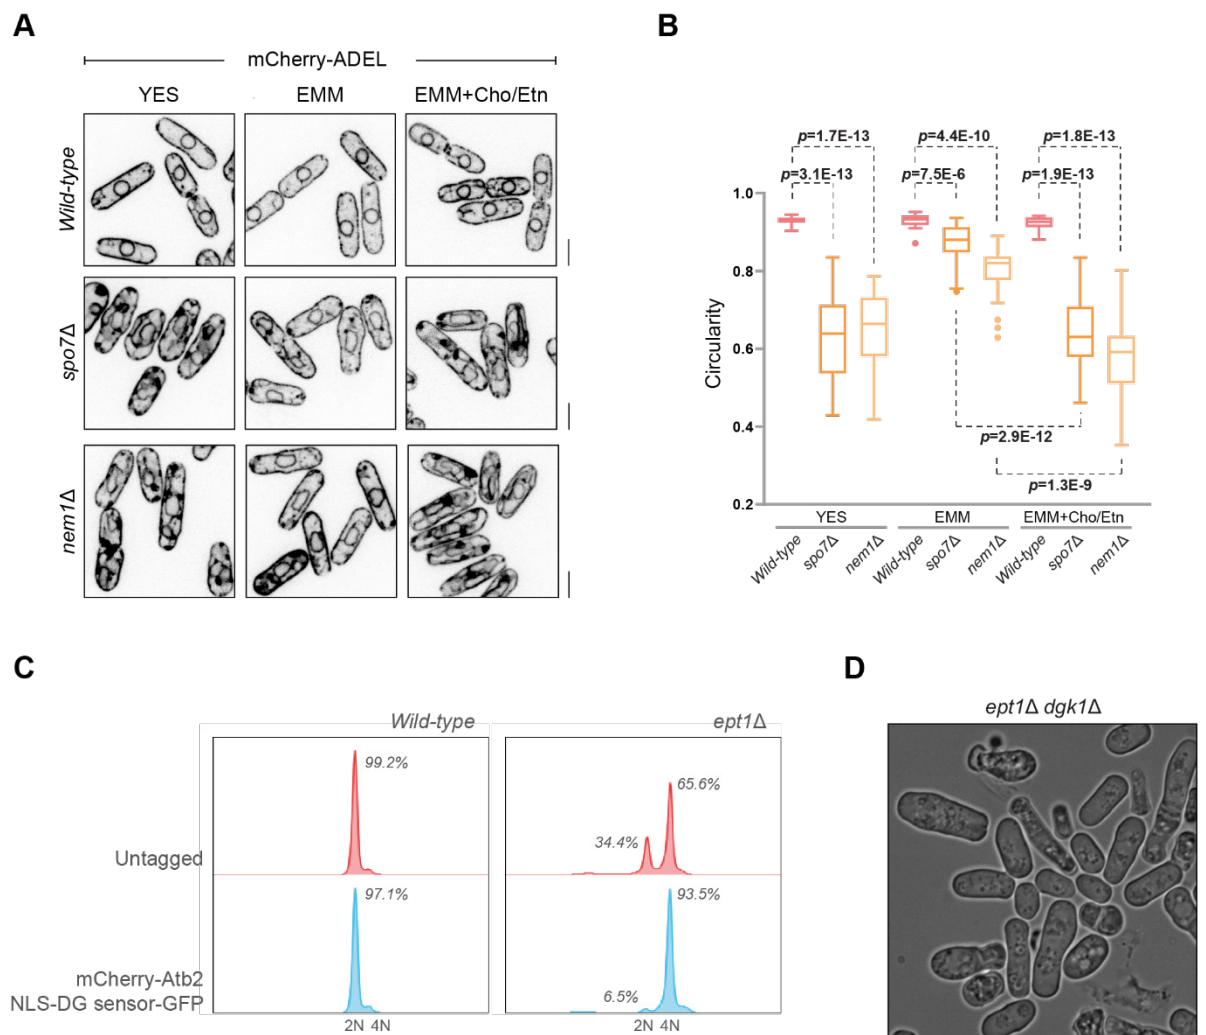 A
mCherry-ADEL
YES EMM EMM+Cho/Etn
Wild-type
spo7Δ
nem1Δ
B
p=1.7E-13 p=4.4E-10 p=1.8E-13
p=3.1E-13 p=7.5E-6 p=1.9E-13
1.0
0.8
0.6
0.4
0.2
Circularity
p=2.9E-12
p=1.3E-9
YES EMM EMM+Cho/Etn
Wild-type spo7Δ nem1Δ Wild-type spo7Δ nem1Δ Wild-type spo7Δ nem1Δ
C
Wild-type ept1Δ
99.2% 65.6%
34.4%
Untagged
97.1% 93.5%
mCherry-Atb2
NLS-DG sensor-GFP
6.5%
2N 4N 2N 4N
D
ept1Δ dgk1Δ